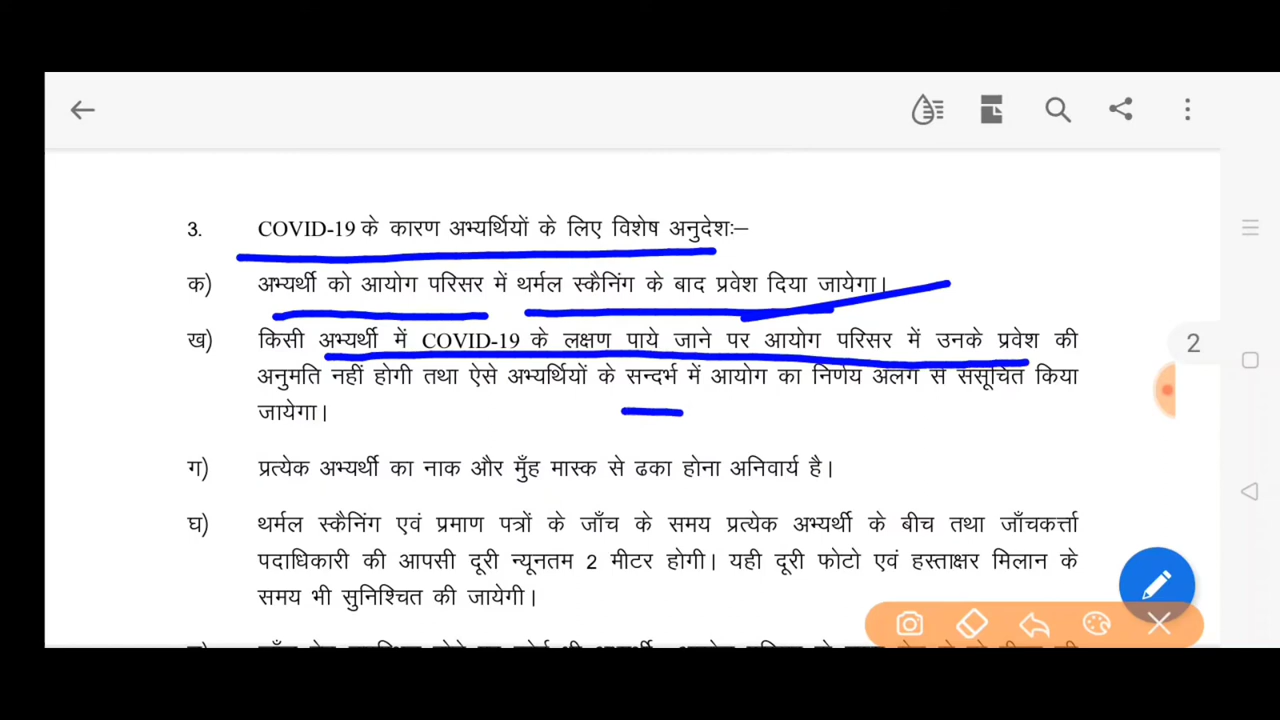 3. COVID-19 के कारण अभ्यर्थियों के लिए विशेष अनुदेशः–
क) अभ्यर्थी को आयोग परिसर में थर्मल स्कैनिंग के बाद प्रवेश दिया जायेगा।
ख) किसी अभ्यर्थी में COVID-19 के लक्षण पाये जाने पर आयोग परिसर में उनके प्रवेश की
2
अनुमति नहीं होगी तथा ऐसे अभ्यर्थियों के सन्दर्भ में आयोग का निर्णय अलग से संसूचित किया
जायेगा।
ग) प्रत्येक अभ्यर्थी का नाक और मुँह मास्क से ढका होना अनिवार्य है।
घ) थर्मल स्कैनिंग एवं प्रमाण पत्रों के जाँच के समय प्रत्येक अभ्यर्थी के बीच तथा जाँचकर्त्ता
पदाधिकारी की आपसी दूरी न्यूनतम 2 मीटर होगी। यही दूरी फोटो एवं हस्ताक्षर मिलान के
समय भी सुनिश्चित की जायेगी।